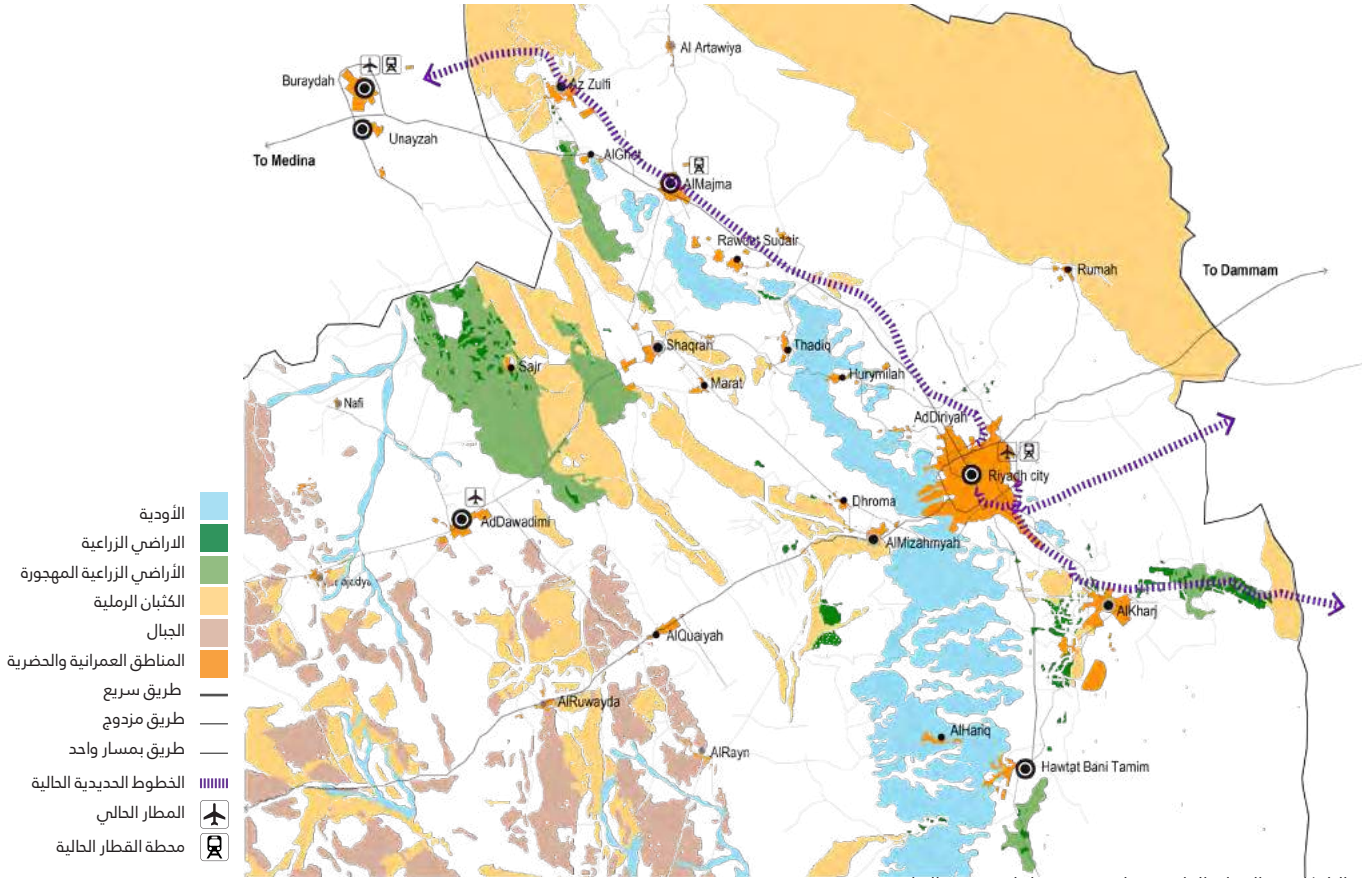 Al Artawiya
Buraydah
Az Zulfi
Unayzah
To Medina
AlGhat
AlMajma
Rawdat Sudair
Rumah
To Dammam
Shaqrah
Thadiq
Sajr
Marat
Hurymilah
Nafi
AdDiriyah
Riyadh city
Dhroma
AdDawadimi
AlMizahmyah
AlKharj
AlQuaiyah
AlRuwayda
AlHariq
AlRayn
Hawtat Bani Tamim
الأودية
الاراضي الزراعية
الأراضي الزراعية المهجورة
الكثبان الرملية
الجبال
المناطق العمرانية والحضرية
طريق سريع
طريق مزدوج
طريق بمسار واحد
الخطوط الحديدية الحالية
المطار الحالي
محطة القطار الحالية